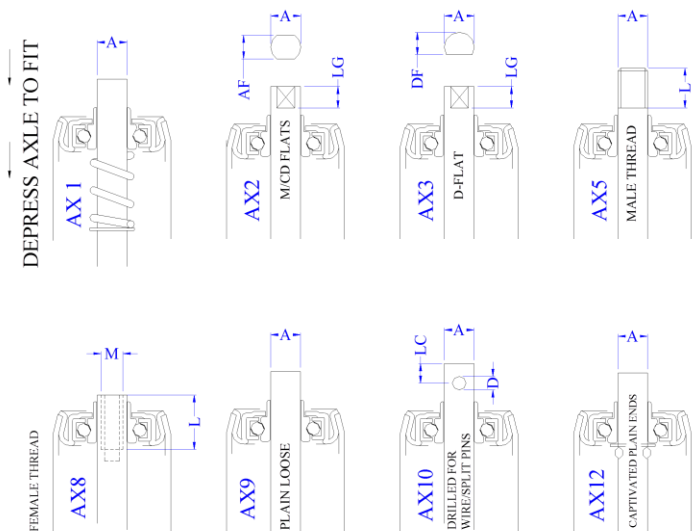 DEPRESS AXLE TO FIT
A
AX 1
A
AF
LG
AX2
M/CD FLATS
A
DF
LG
AX3
D-FLAT
A
L
AX5
MALE THREAD
FEMALE THREAD
M
L
AX8
A
AX9
PLAIN LOOSE
A
LC
D
AX10
DRILLED FOR
WIRE/SPLIT PINS
A
AX12
CAPTIVATED PLAIN ENDS